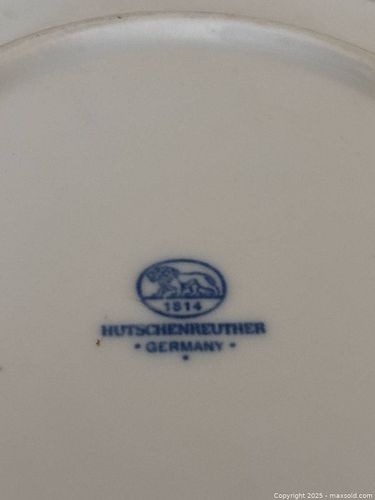 1814
HUTSCHENREUTHER
• GERMANY •
Copyright 2025 - maxsold.com